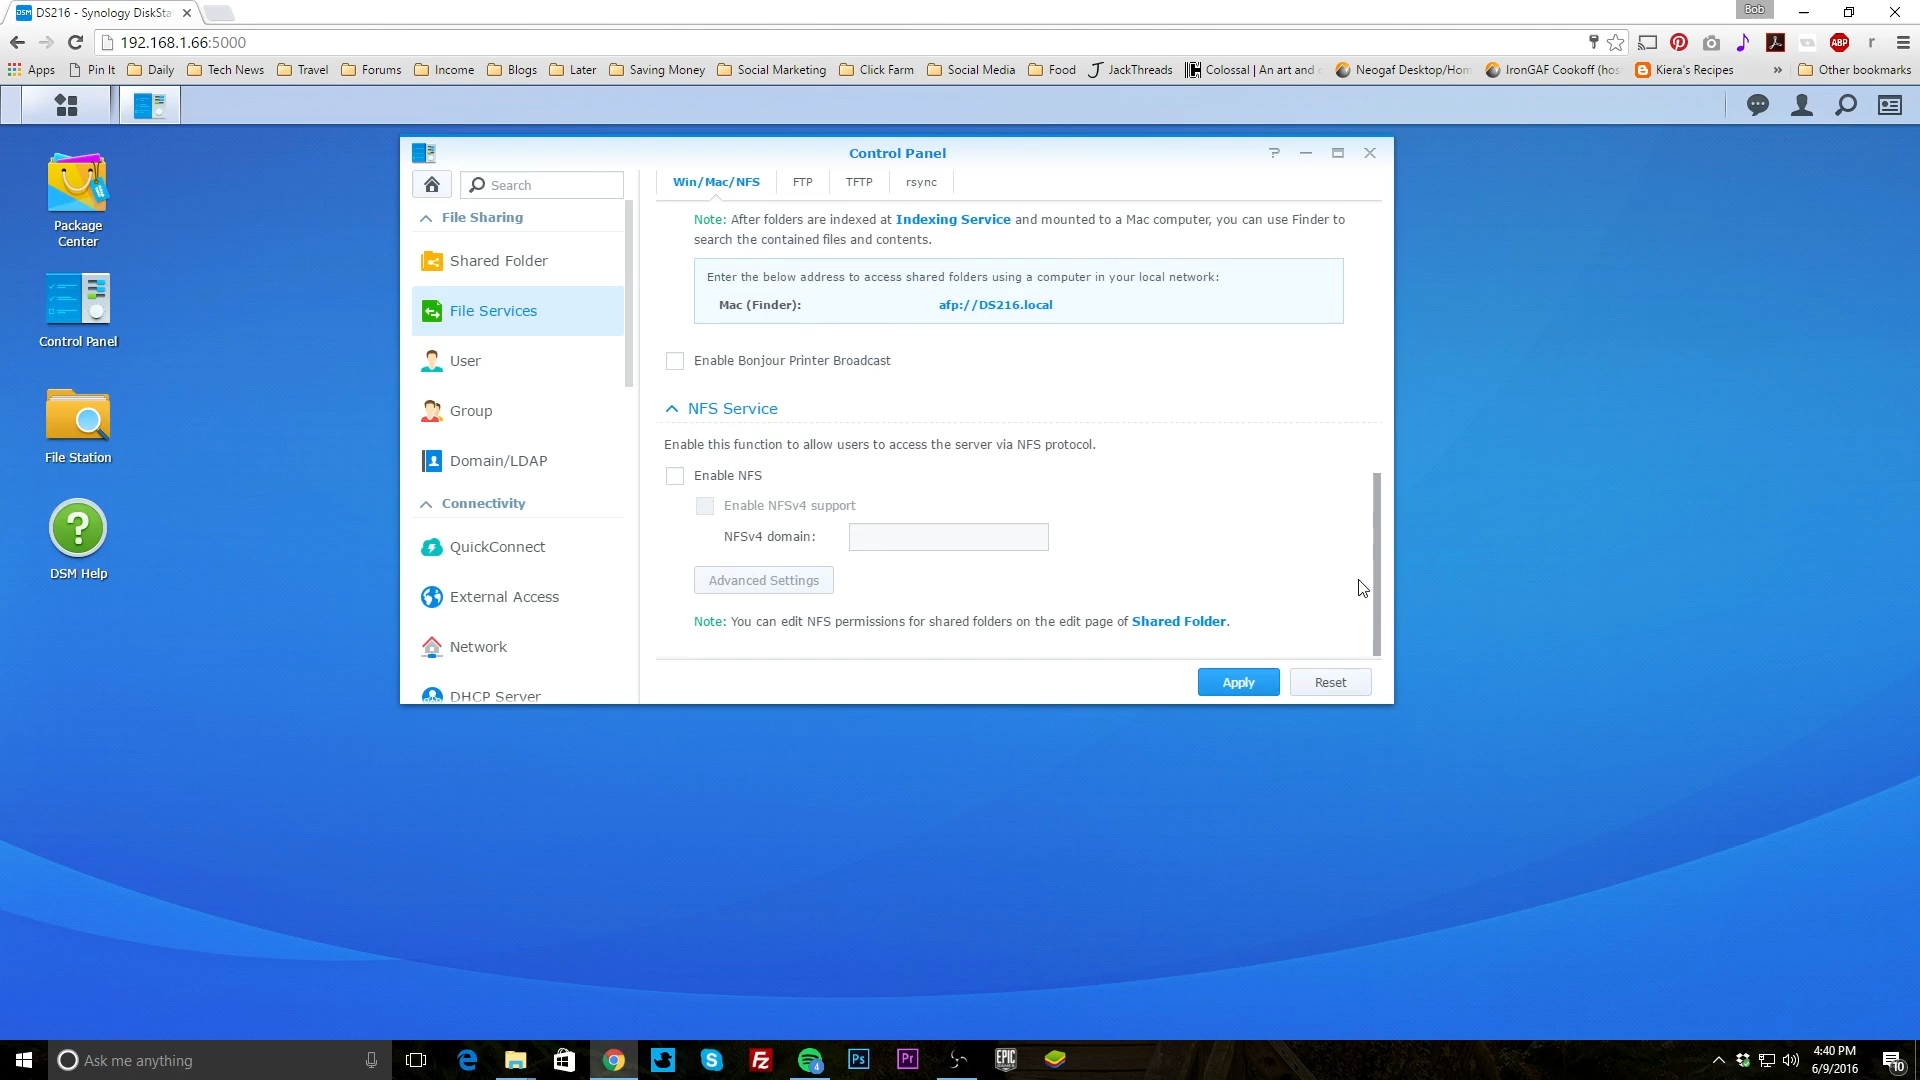 DS216 - Synology DiskSta
Bob
192.168.1.66:5000
ABP
r
Apps
Pin It
Daily
Tech News
Travel
Forums
Income
Blogs
Later
Saving Money
Social Marketing
Click Farm
Social Media
Food
JackThreads
Colossal | An art and
Neogaf Desktop/Hom
IronGAF Cookoff (hos
Kiera's Recipes
»
Other bookmarks
Package
Center
Control Panel
File Station
DSM Help
Control Panel
Search
File Sharing
Shared Folder
File Services
User
Group
Domain/LDAP
Connectivity
QuickConnect
External Access
Network
DHCP Server
Win/Mac/NFS
FTP
TFTP
rsync
Note: After folders are indexed at Indexing Service and mounted to a Mac computer, you can use Finder to
search the contained files and contents.
Enter the below address to access shared folders using a computer in your local network:
Mac (Finder): afp://DS216.local
Enable Bonjour Printer Broadcast
NFS Service
Enable this function to allow users to access the server via NFS protocol.
Enable NFS
Enable NFSv4 support
NFSv4 domain:
Advanced Settings
Note: You can edit NFS permissions for shared folders on the edit page of Shared Folder.
Apply
Reset
Ask me anything
4
Ps
Pr
EPIC
4:40 PM
6/9/2016
10